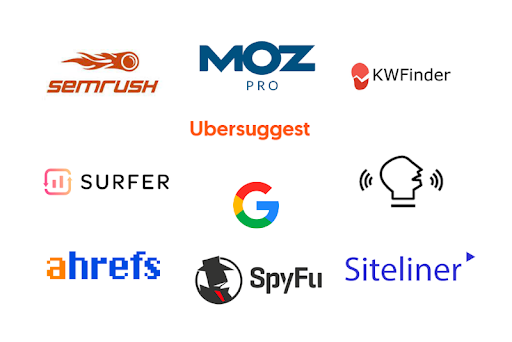 semrush
MOZ
PRO
KWFinder
Ubersuggest
SURFER
G
ahrefs
SpyFu
Siteliner